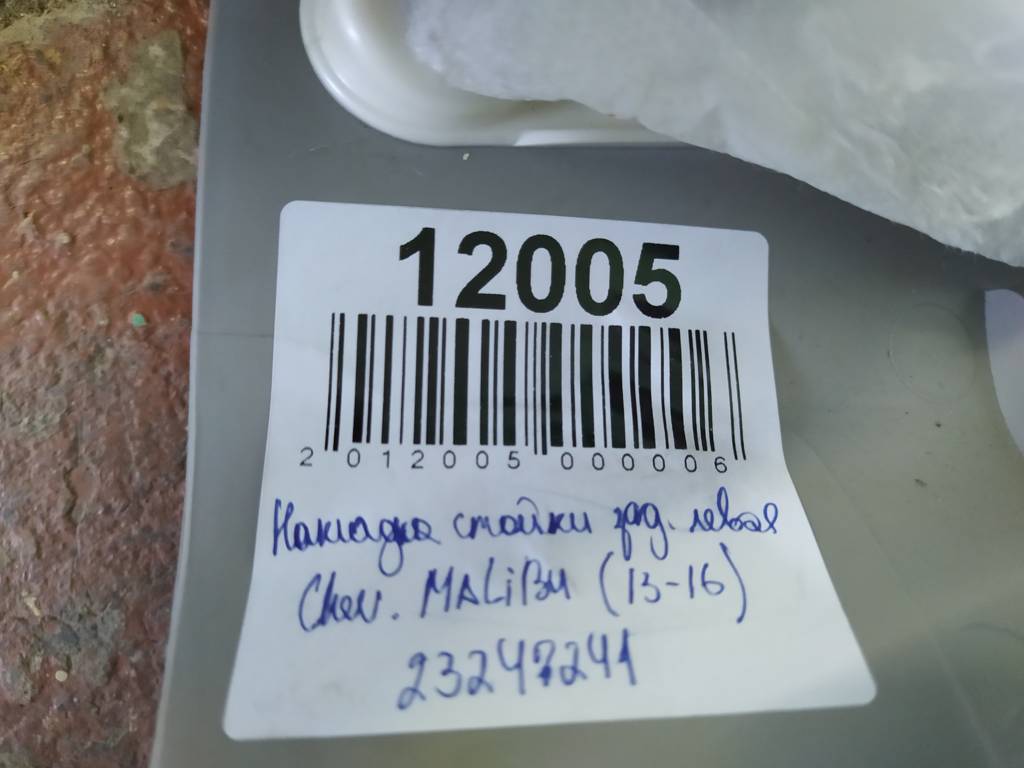 12005
2 012005 000006
Накладка стойки зад. левая
Chev. MALiBU (13-16)
23247241